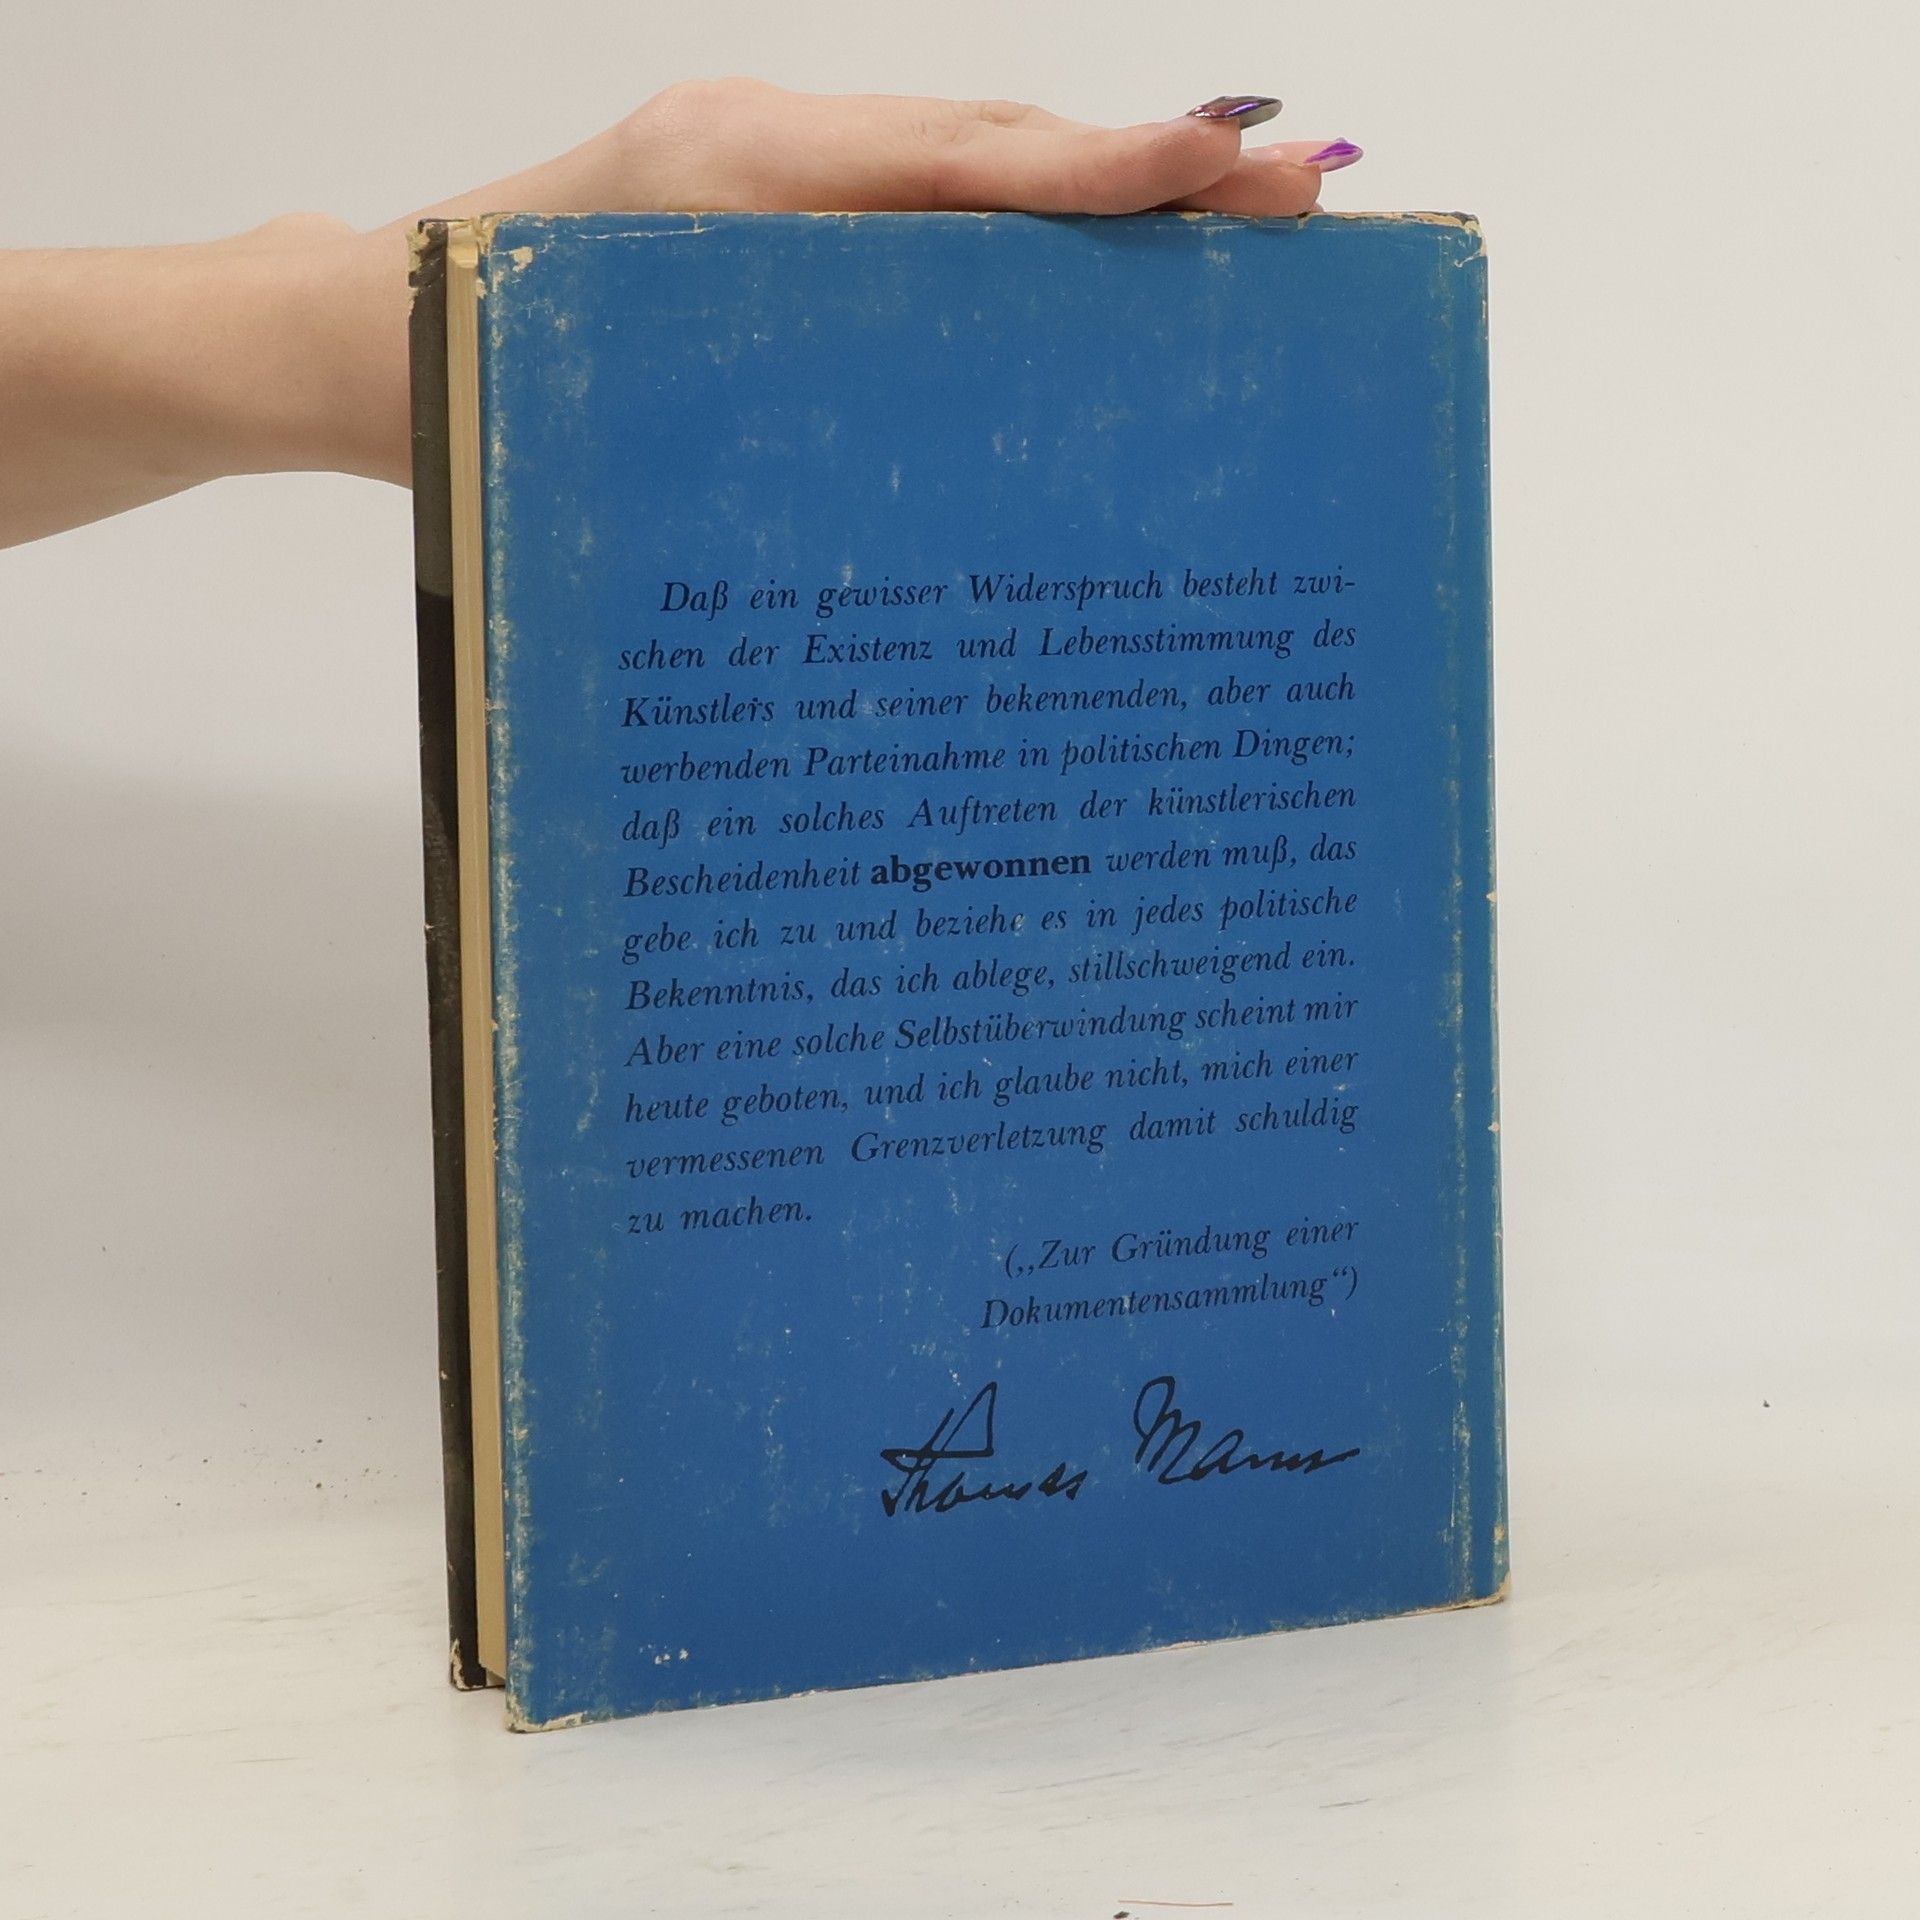 Daß ein gewisser Widerspruch besteht zwi-
schen der Existenz und Lebensstimmung des
Künstlers und seiner bekennenden, aber auch
werbenden Parteinahme in politischen Dingen;
daß ein solches Auftreten der künstlerischen
Bescheidenheit abgewonnen werden muß, das
gebe ich zu und beziehe es in jedes politische
Bekenntnis, das ich ablege, stillschweigend ein.
Aber eine solche Selbstüberwindung scheint mir
heute geboten, und ich glaube nicht, mich einer
vermessenen Grenzverletzung damit schuldig
zu machen.
(„Zur Gründung einer
Dokumentensammlung“)
Thomas Mann